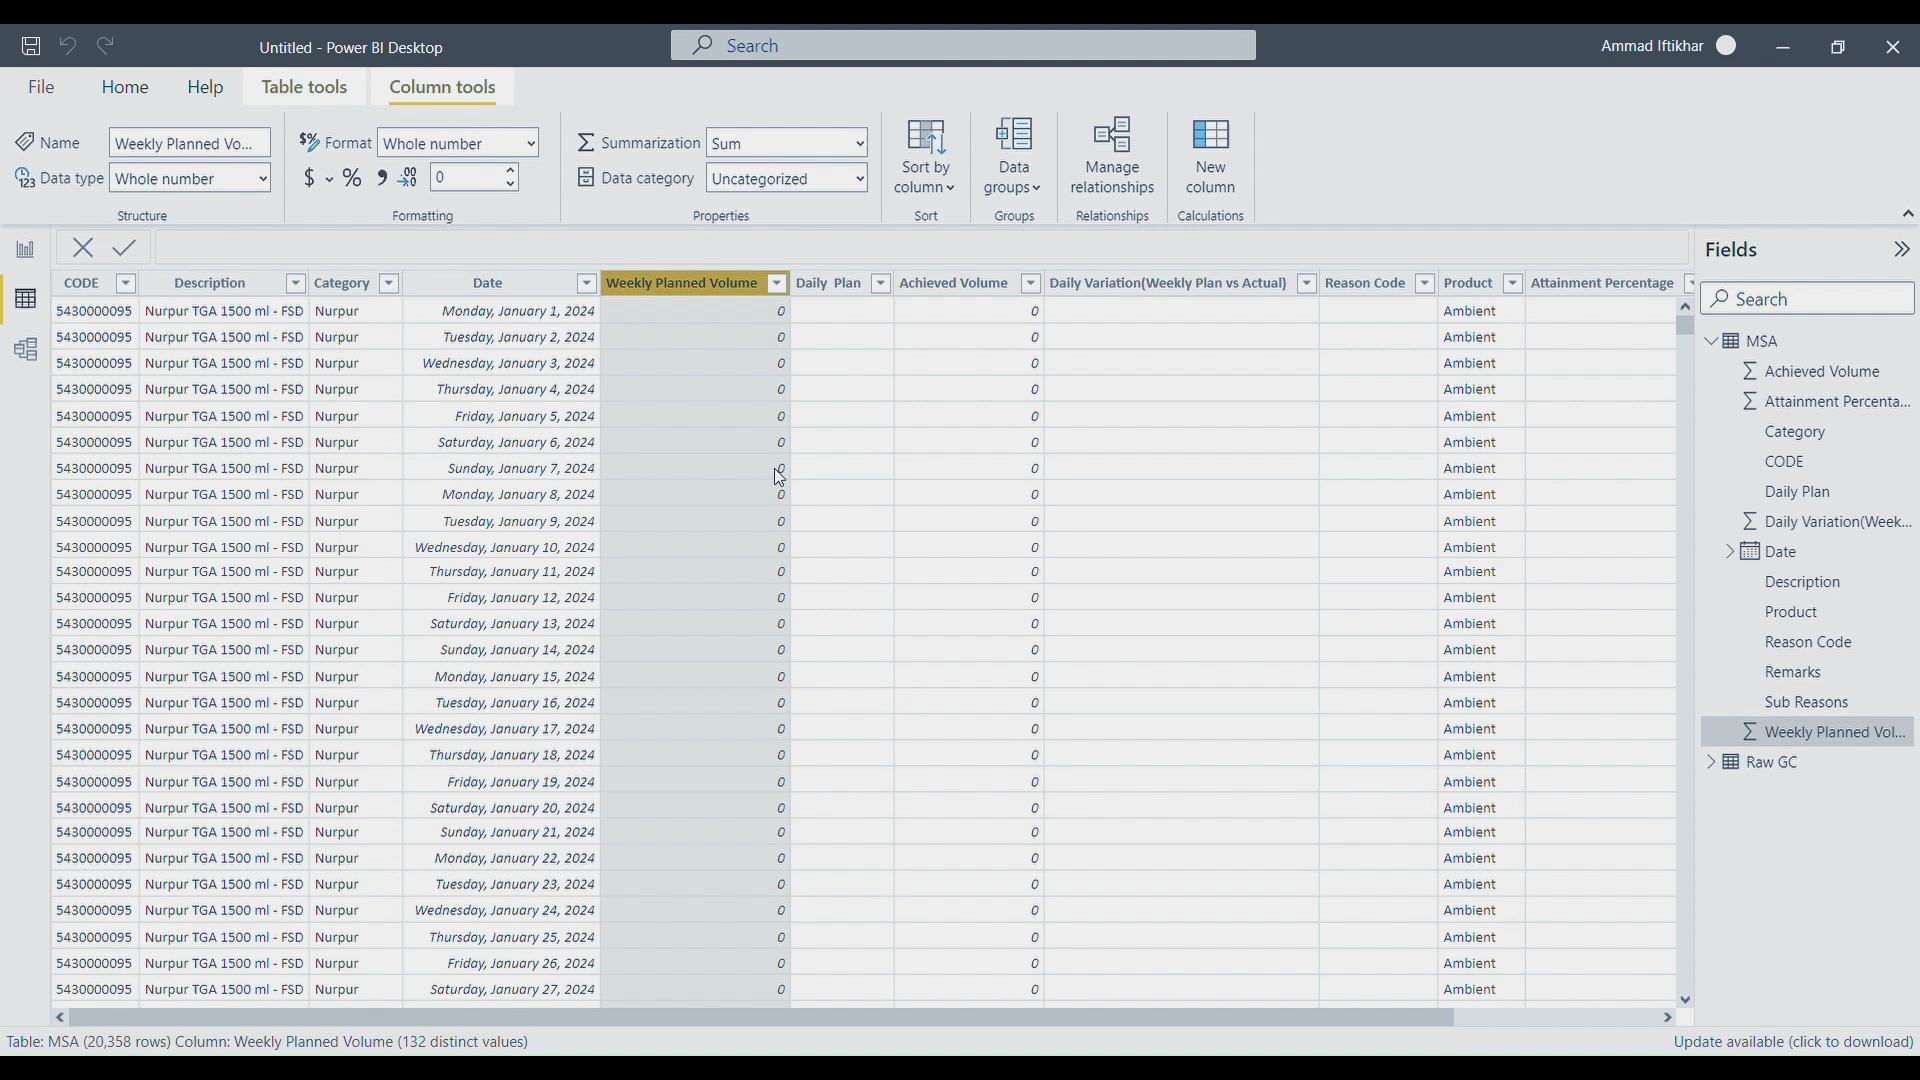 Untitled - Power BI Desktop
Search
Ammad Iftikhar
File Home Help Table tools Column tools
Name Weekly Planned Vo...
Data type Whole number
Structure
Format Whole number
$ % 0
Formatting
Summarization Sum
Data category Uncategorized
Properties
Sort by column
Sort
Data groups
Groups
Manage relationships
Relationships
New column
Calculations
CODE Description Category Date Weekly Planned Volume Daily Plan Achieved Volume Daily Variation(Weekly Plan vs Actual) Reason Code Product Attainment Percentage
5430000095 Nurpur TGA 1500 ml - FSD Nurpur Monday, January 1, 2024 0 0 Ambient
5430000095 Nurpur TGA 1500 ml - FSD Nurpur Tuesday, January 2, 2024 0 0 Ambient
5430000095 Nurpur TGA 1500 ml - FSD Nurpur Wednesday, January 3, 2024 0 0 Ambient
5430000095 Nurpur TGA 1500 ml - FSD Nurpur Thursday, January 4, 2024 0 0 Ambient
5430000095 Nurpur TGA 1500 ml - FSD Nurpur Friday, January 5, 2024 0 0 Ambient
5430000095 Nurpur TGA 1500 ml - FSD Nurpur Saturday, January 6, 2024 0 0 Ambient
5430000095 Nurpur TGA 1500 ml - FSD Nurpur Sunday, January 7, 2024 0 0 Ambient
5430000095 Nurpur TGA 1500 ml - FSD Nurpur Monday, January 8, 2024 0 0 Ambient
5430000095 Nurpur TGA 1500 ml - FSD Nurpur Tuesday, January 9, 2024 0 0 Ambient
5430000095 Nurpur TGA 1500 ml - FSD Nurpur Wednesday, January 10, 2024 0 0 Ambient
5430000095 Nurpur TGA 1500 ml - FSD Nurpur Thursday, January 11, 2024 0 0 Ambient
5430000095 Nurpur TGA 1500 ml - FSD Nurpur Friday, January 12, 2024 0 0 Ambient
5430000095 Nurpur TGA 1500 ml - FSD Nurpur Saturday, January 13, 2024 0 0 Ambient
5430000095 Nurpur TGA 1500 ml - FSD Nurpur Sunday, January 14, 2024 0 0 Ambient
5430000095 Nurpur TGA 1500 ml - FSD Nurpur Monday, January 15, 2024 0 0 Ambient
5430000095 Nurpur TGA 1500 ml - FSD Nurpur Tuesday, January 16, 2024 0 0 Ambient
5430000095 Nurpur TGA 1500 ml - FSD Nurpur Wednesday, January 17, 2024 0 0 Ambient
5430000095 Nurpur TGA 1500 ml - FSD Nurpur Thursday, January 18, 2024 0 0 Ambient
5430000095 Nurpur TGA 1500 ml - FSD Nurpur Friday, January 19, 2024 0 0 Ambient
5430000095 Nurpur TGA 1500 ml - FSD Nurpur Saturday, January 20, 2024 0 0 Ambient
5430000095 Nurpur TGA 1500 ml - FSD Nurpur Sunday, January 21, 2024 0 0 Ambient
5430000095 Nurpur TGA 1500 ml - FSD Nurpur Monday, January 22, 2024 0 0 Ambient
5430000095 Nurpur TGA 1500 ml - FSD Nurpur Tuesday, January 23, 2024 0 0 Ambient
5430000095 Nurpur TGA 1500 ml - FSD Nurpur Wednesday, January 24, 2024 0 0 Ambient
5430000095 Nurpur TGA 1500 ml - FSD Nurpur Thursday, January 25, 2024 0 0 Ambient
5430000095 Nurpur TGA 1500 ml - FSD Nurpur Friday, January 26, 2024 0 0 Ambient
5430000095 Nurpur TGA 1500 ml - FSD Nurpur Saturday, January 27, 2024 0 0 Ambient
Fields
Search
MSA
Achieved Volume
Attainment Percenta...
Category
CODE
Daily Plan
Daily Variation(Week...
Date
Description
Product
Reason Code
Remarks
Sub Reasons
Weekly Planned Vol...
Raw GC
Table: MSA (20,358 rows) Column: Weekly Planned Volume (132 distinct values)
Update available (click to download)